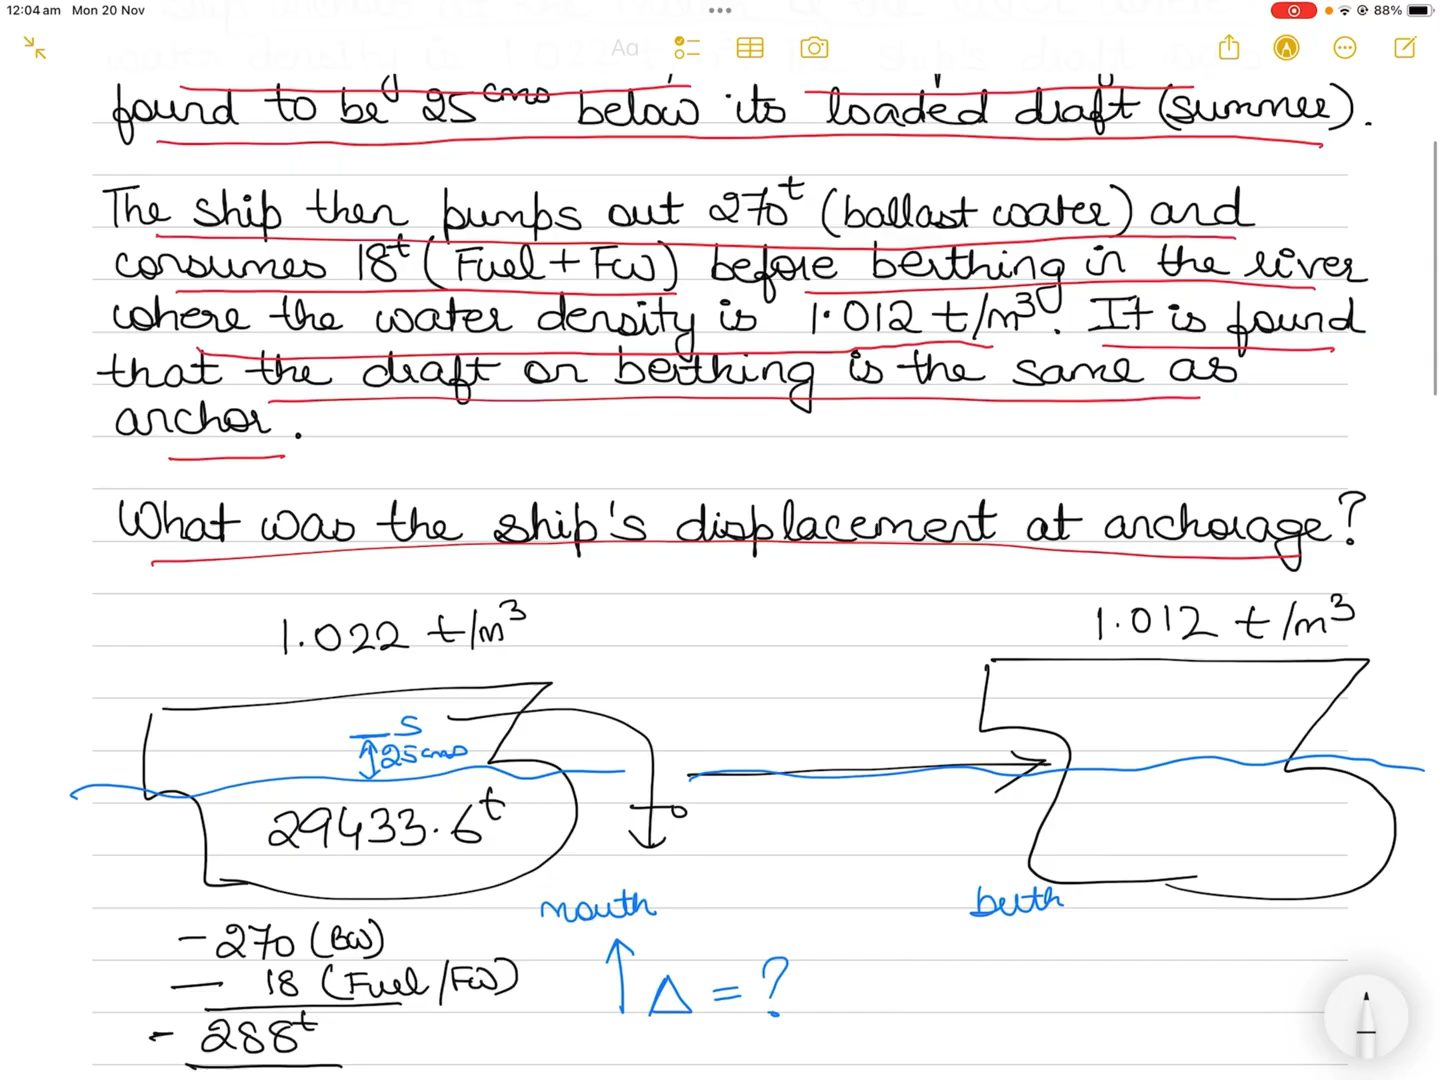 12:04 am Mon 20 Nov
88%
Aa
found to be 25 cms below its loaded draft (summer).
The ship then pumps out 270t (ballast water) and
consumes 18t (Fuel + FW) before berthing in the river
where the water density is 1.012 t/m³. It is found
that the draft on berthing is the same as
anchor.
What was the ship's displacement at anchorage?
1.022 t/m³
1.012 t/m³
S
25cms
29433.6t
mouth
berth
- 270 (BW)
- 18 (Fuel/FW)
- 288t
Δ = ?